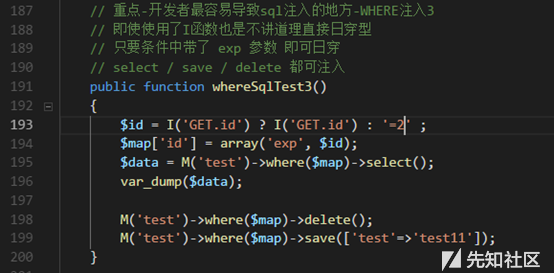 187 // 重点-开发者最容易导致sql注入的地方-WHERE注入3
188 // 即使使用了I函数也是不讲道理直接日穿型
189 // 只要条件中带了 exp 参数 即可日穿
190 // select / save / delete 都可注入
191 public function whereSqlTest3()
192 {
193 $id = I('GET.id') ? I('GET.id') : '=2' ;
194 $map['id'] = array('exp', $id);
195 $data = M('test')->where($map)->select();
196 var_dump($data);
197
198 M('test')->where($map)->delete();
199 M('test')->where($map)->save(['test'=>'test11']);
200 }
先知社区